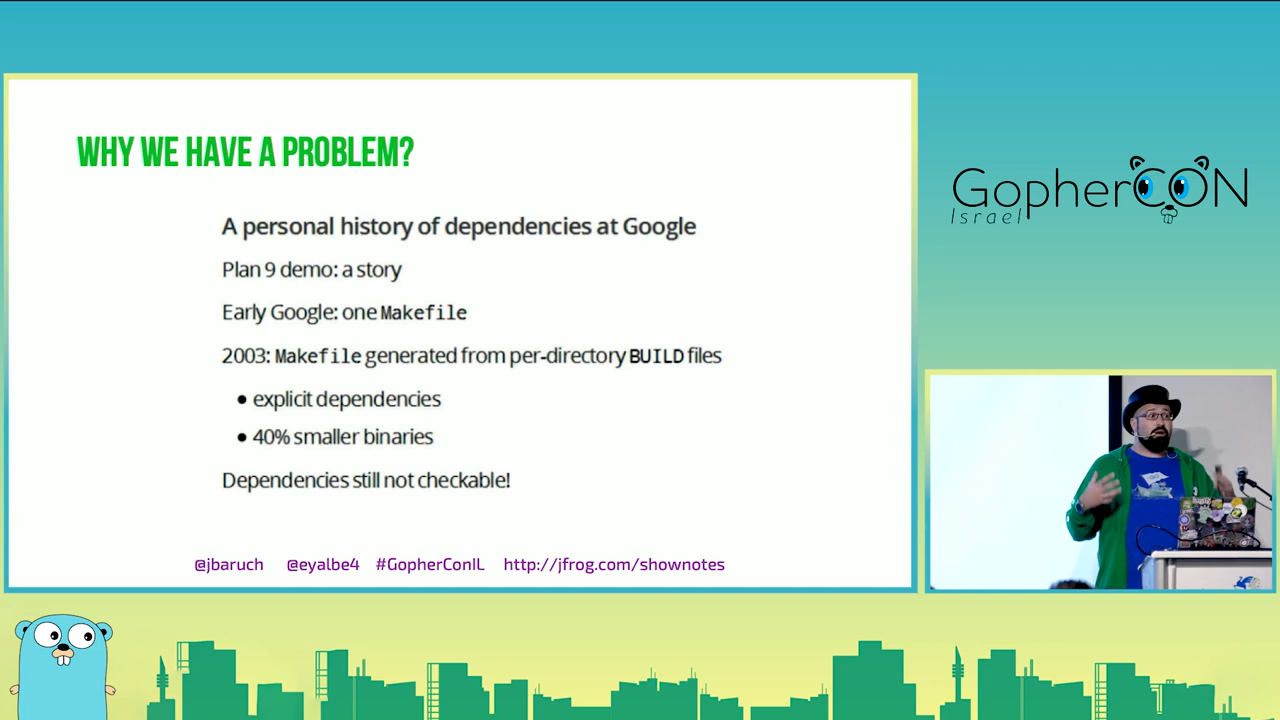 WHY WE HAVE A PROBLEM?
A personal history of dependencies at Google
Plan 9 demo: a story
Early Google: one Makefile
2003: Makefile generated from per-directory BUILD files
• explicit dependencies
• 40% smaller binaries
Dependencies still not checkable!
@jbaruch @eyalbe4 #GopherConIL http://jfrog.com/shownotes
GopherCON
Israel